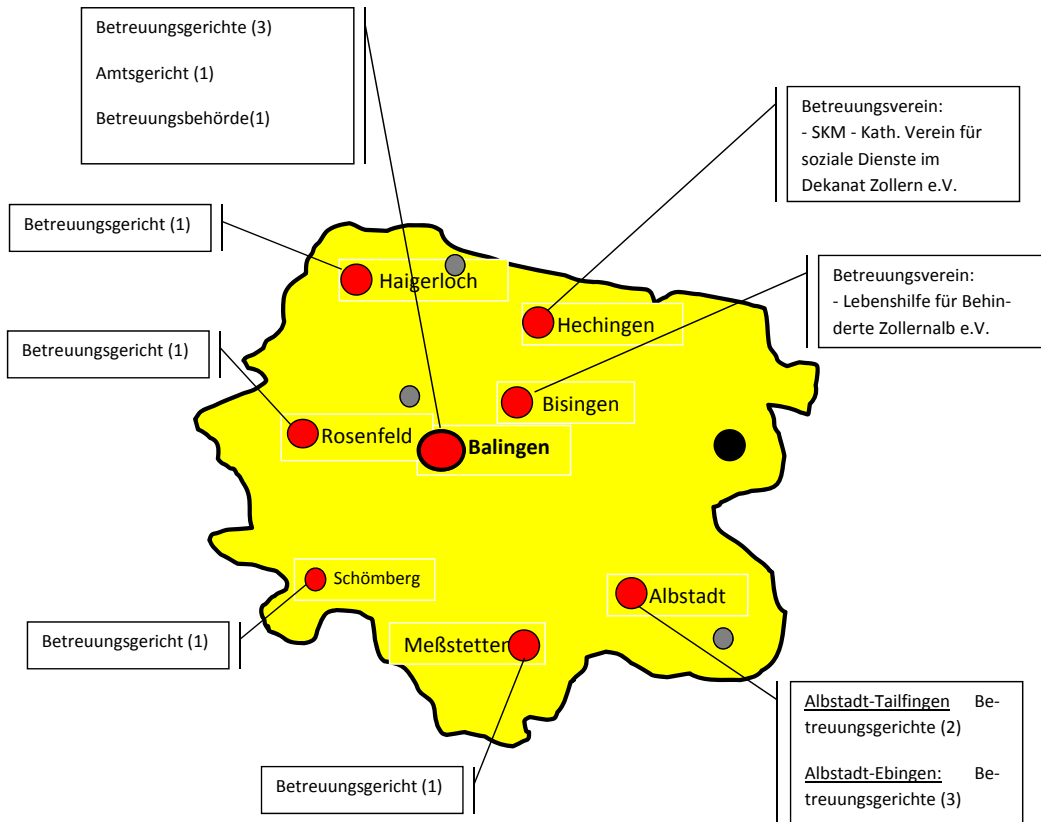 Betreuungsgerichte (3)
Amtsgericht (1)
Betreuungsbehörde(1)
Betreuungsverein:
- SKM - Kath. Verein für
soziale Dienste im
Dekanat Zollern e.V.
Betreuungsgericht (1)
Haigerloch
Betreuungsverein:
- Lebenshilfe für Behin-
derte Zollernalb e.V.
Hechingen
Betreuungsgericht (1)
Bisingen
Rosenfeld
Balingen
Schömberg
Albstadt
Betreuungsgericht (1)
Meßstetten
Albstadt-Tailfingen Be-
treuungsgerichte (2)
Albstadt-Ebingen: Be-
treuungsgerichte (3)
Betreuungsgericht (1)